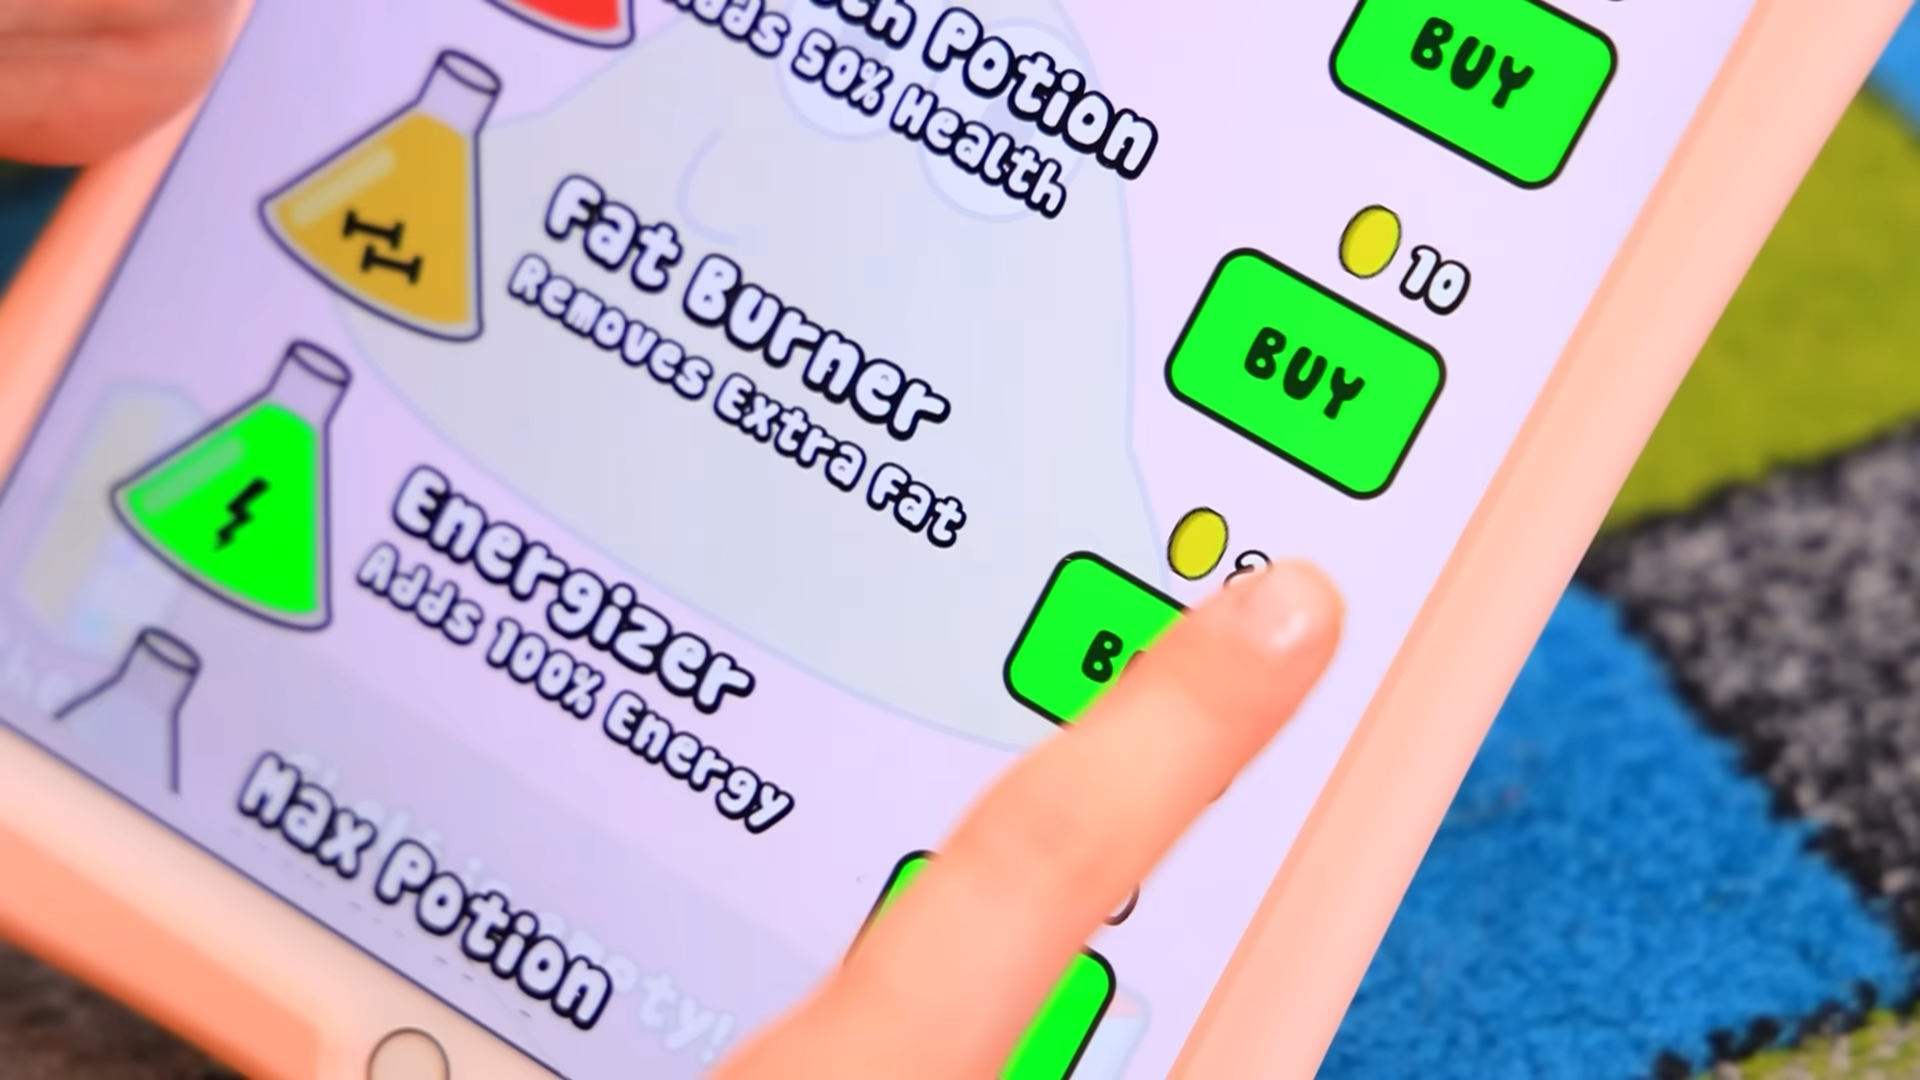 Potion
Adds 50% Health
BUY
Fat Burner
Removes Extra Fat
10
BUY
Energizer
Adds 100% Energy
Max Potion